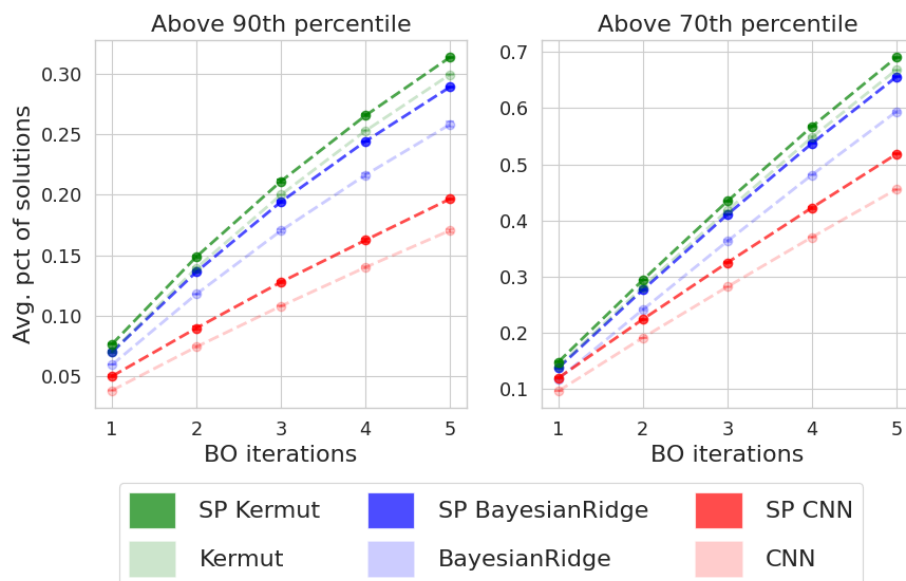 Above 90th percentile
Above 70th percentile
Avg. pct of solutions
0.30
0.25
0.20
0.15
0.10
0.05
1 2 3 4 5
BO iterations
0.7
0.6
0.5
0.4
0.3
0.2
0.1
1 2 3 4 5
BO iterations
SP Kermut SP BayesianRidge SP CNN
Kermut BayesianRidge CNN